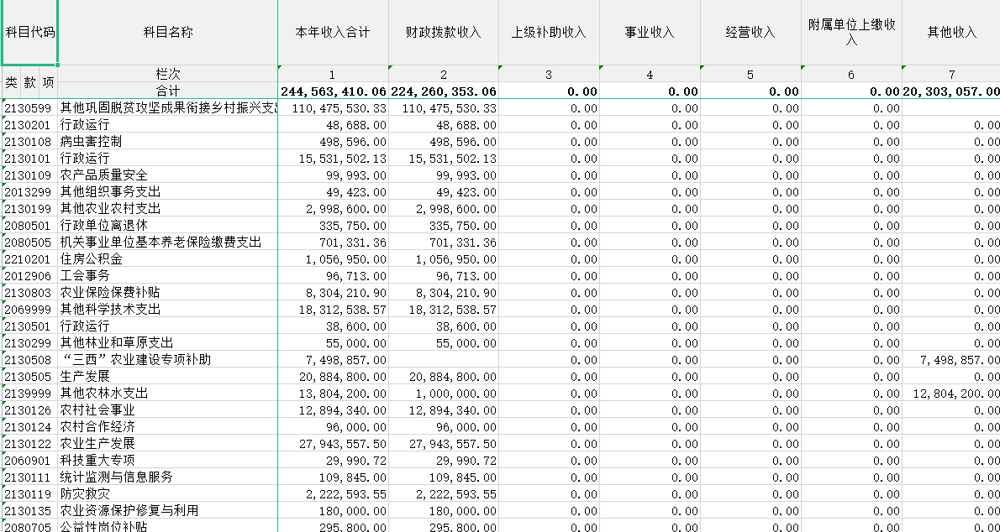 科目代码 科目名称 本年收入合计 财政拨款收入 上级补助收入 事业收入 经营收入 附属单位上缴收入 其他收入
类 款 项 栏次 1 2 3 4 5 6 7
合计 244,563,410.06 224,260,353.06 0.00 0.00 0.00 0.00 20,303,057.00
2130599 其他巩固脱贫攻坚成果衔接乡村振兴支出 110,475,530.33 110,475,530.33 0.00 0.00 0.00 0.00
2130201 行政运行 48,688.00 48,688.00 0.00 0.00 0.00 0.00 0.00
2130108 病虫害控制 498,596.00 498,596.00 0.00 0.00 0.00 0.00 0.00
2130101 行政运行 15,531,502.13 15,531,502.13 0.00 0.00 0.00 0.00 0.00
2130109 农产品质量安全 99,993.00 99,993.00 0.00 0.00 0.00 0.00 0.00
2013299 其他组织事务支出 49,423.00 49,423.00 0.00 0.00 0.00 0.00 0.00
2130199 其他农业农村支出 2,998,600.00 2,998,600.00 0.00 0.00 0.00 0.00 0.00
2080501 行政单位离退休 335,750.00 335,750.00 0.00 0.00 0.00 0.00 0.00
2080505 机关事业单位基本养老保险缴费支出 701,331.36 701,331.36 0.00 0.00 0.00 0.00 0.00
2210201 住房公积金 1,056,950.00 1,056,950.00 0.00 0.00 0.00 0.00 0.00
2012906 工会事务 96,713.00 96,713.00 0.00 0.00 0.00 0.00 0.00
2130803 农业保险保费补贴 8,304,210.90 8,304,210.90 0.00 0.00 0.00 0.00 0.00
2069999 其他科学技术支出 18,312,538.57 18,312,538.57 0.00 0.00 0.00 0.00 0.00
2130501 行政运行 38,600.00 38,600.00 0.00 0.00 0.00 0.00 0.00
2130299 其他林业和草原支出 55,000.00 55,000.00 0.00 0.00 0.00 0.00 0.00
2130508 “三西”农业建设专项补助 7,498,857.00 0.00 0.00 0.00 0.00 7,498,857.00
2130505 生产发展 20,884,800.00 20,884,800.00 0.00 0.00 0.00 0.00 0.00
2139999 其他农林水支出 13,804,200.00 1,000,000.00 0.00 0.00 0.00 0.00 12,804,200.00
2130126 农村社会事业 12,894,340.00 12,894,340.00 0.00 0.00 0.00 0.00 0.00
2130124 农村合作经济 96,000.00 96,000.00 0.00 0.00 0.00 0.00 0.00
2130122 农业生产发展 27,943,557.50 27,943,557.50 0.00 0.00 0.00 0.00 0.00
2060901 科技重大专项 29,990.72 29,990.72 0.00 0.00 0.00 0.00 0.00
2130111 统计监测与信息服务 109,845.00 109,845.00 0.00 0.00 0.00 0.00 0.00
2130119 防灾救灾 2,222,593.55 2,222,593.55 0.00 0.00 0.00 0.00 0.00
2130135 农业资源保护修复与利用 180,000.00 180,000.00 0.00 0.00 0.00 0.00 0.00
2080705 公益性岗位补贴 295,800.00 295,800.00 0.00 0.00 0.00 0.00 0.00